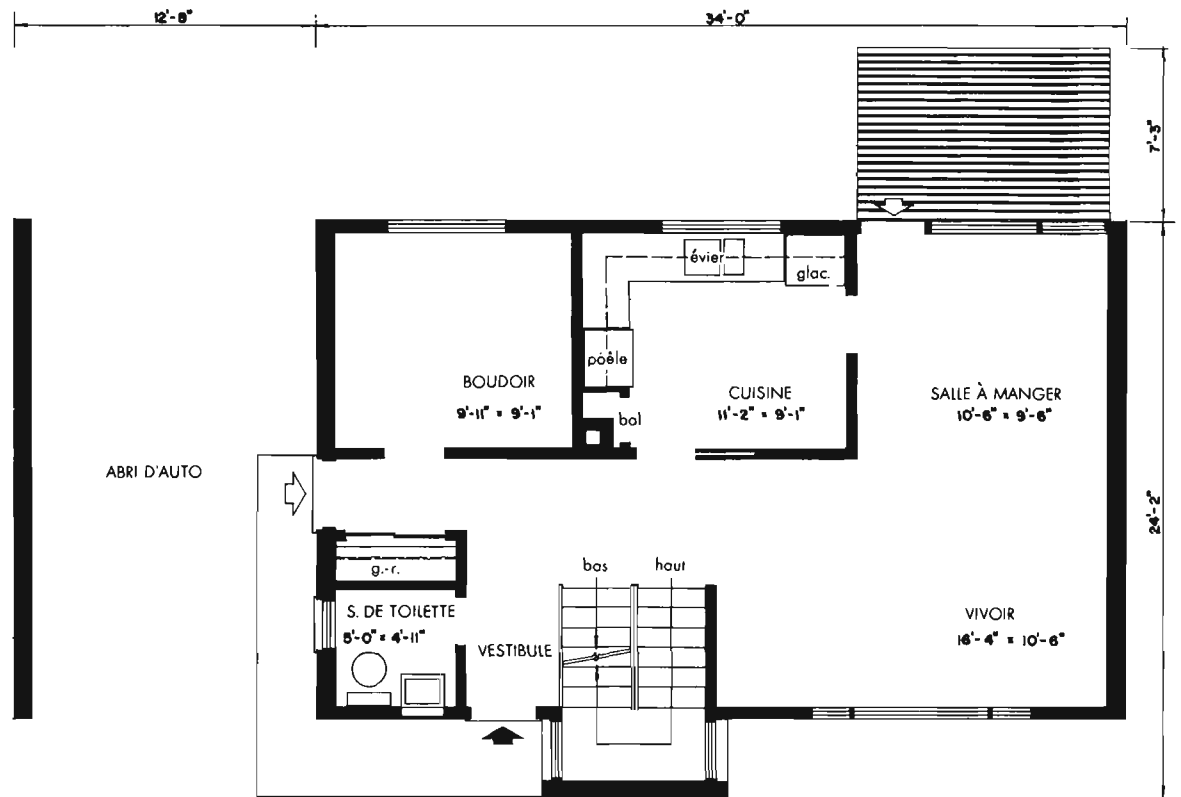 12'-8"
34'-0"
7'-3"
évier
glac.
poêle
BOUDOIR
9'-11" x 9'-1"
CUISINE
11'-2" x 9'-1"
SALLE À MANGER
10'-6" x 9'-6"
bal
ABRI D'AUTO
24'-2"
g.-r.
bas
haut
S. DE TOILETTE
5'-0" x 4'-11"
VIVOIR
16'-4" x 10'-6"
VESTIBULE